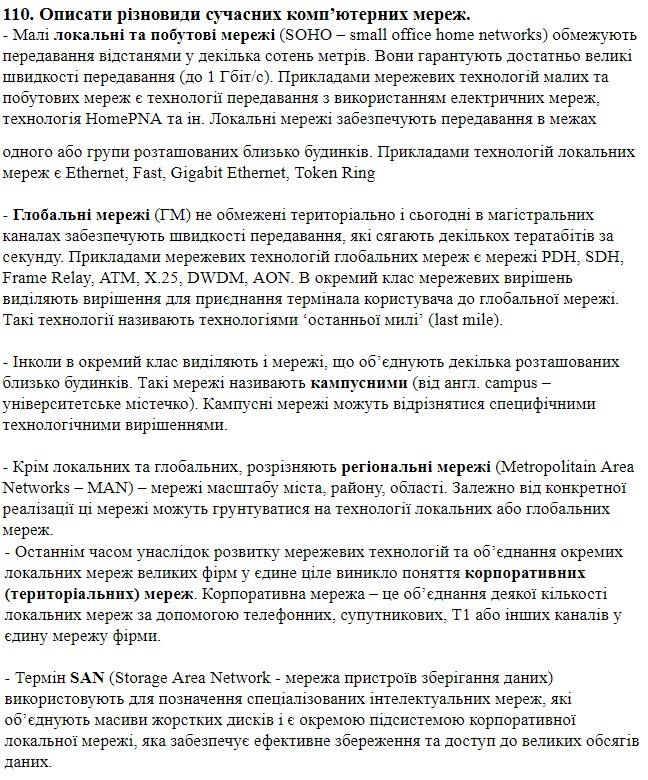 110. Описати різновиди сучасних комп’ютерних мереж.
- Малі локальні та побутові мережі (SOHO – small office home networks) обмежують
передавання відстанями у декілька сотень метрів. Вони гарантують достатньо великі
швидкості передавання (до 1 Гбіт/с). Прикладами мережевих технологій малих та
побутових мереж є технології передавання з використанням електричних мереж,
технологія HomePNA та ін. Локальні мережі забезпечують передавання в межах
одного або групи розташованих близько будинків. Прикладами технологій локальних
мереж є Ethernet, Fast, Gigabit Ethernet, Token Ring
- Глобальні мережі (ГМ) не обмежені територіально і сьогодні в магістральних
каналах забезпечують швидкості передавання, які сягають декількох тератабітів за
секунду. Прикладами мережевих технологій глобальних мереж є мережі PDH, SDH,
Frame Relay, ATM, X.25, DWDM, AON. В окремий клас мережевих вирішень
виділяють вирішення для приєднання термінала користувача до глобальної мережі.
Такі технології називають технологіями ‘останньої милі’ (last mile).
- Інколи в окремий клас виділяють і мережі, що об’єднують декілька розташованих
близько будинків. Такі мережі називають кампусними (від англ. campus –
університетське містечко). Кампусні мережі можуть відрізнятися специфічними
технологічними вирішеннями.
- Крім локальних та глобальних, розрізняють регіональні мережі (Metropolitain Area
Networks – MAN) – мережі масштабу міста, району, області. Залежно від конкретної
реалізації ці мережі можуть грунтуватися на технології локальних або глобальних
мереж.
- Останнім часом унаслідок розвитку мережевих технологій та об’єднання окремих
локальних мереж великих фірм у єдине ціле виникло поняття корпоративних
(територіальних) мереж. Корпоративна мережа – це об’єднання деякої кількості
локальних мереж за допомогою телефонних, супутникових, T1 або інших каналів у
єдину мережу фірми.
- Термін SAN (Storage Area Network - мережа пристроїв зберігання даних)
використовують для позначення спеціалізованих інтелектуальних мереж, які
об’єднують масиви жорстких дисків і є окремою підсистемою корпоративної
локальної мережі, яка забезпечує ефективне збереження та доступ до великих обсягів
даних.